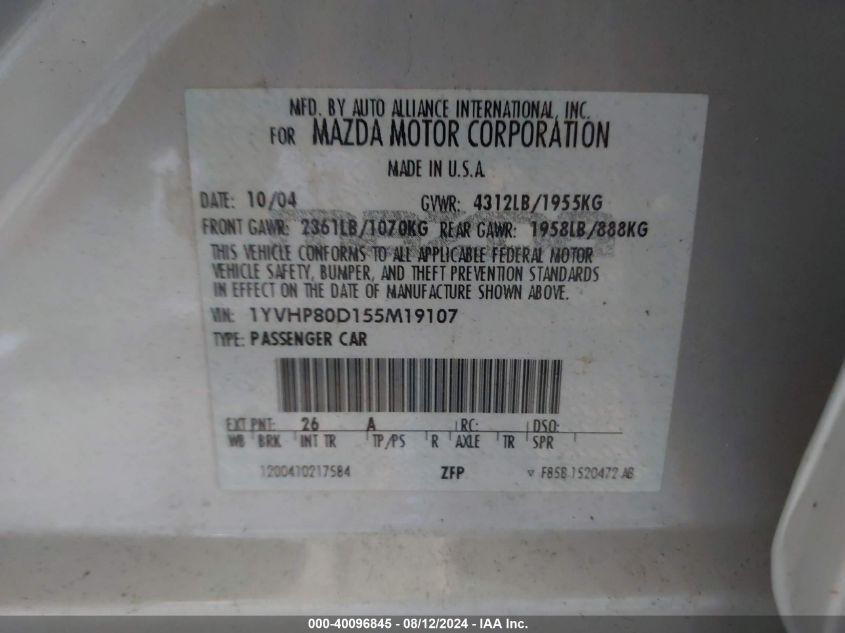 MFD. BY AUTO ALLIANCE INTERNATIONAL, INC.
FOR MAZDA MOTOR CORPORATION
MADE IN U.S.A.
DATE: 10/04 GVWR: 4312LB/1955KG
FRONT GAWR: 2361LB/1070KG REAR GAWR: 1958LB/888KG
THIS VEHICLE CONFORMS TO ALL APPLICABLE FEDERAL MOTOR
VEHICLE SAFETY, BUMPER, AND THEFT PREVENTION STANDARDS
IN EFFECT ON THE DATE OF MANUFACTURE SHOWN ABOVE.
VIN: 1YVHP80D155M19107
TYPE: PASSENGER CAR
EXT PNT: 26 A RC: DSO:
WB BRK INT TR TP/PS R AXLE TR SPR
1200410217584 ZFP F85B 1520472 AB
000-40096845 - 08/12/2024 - IAA Inc.